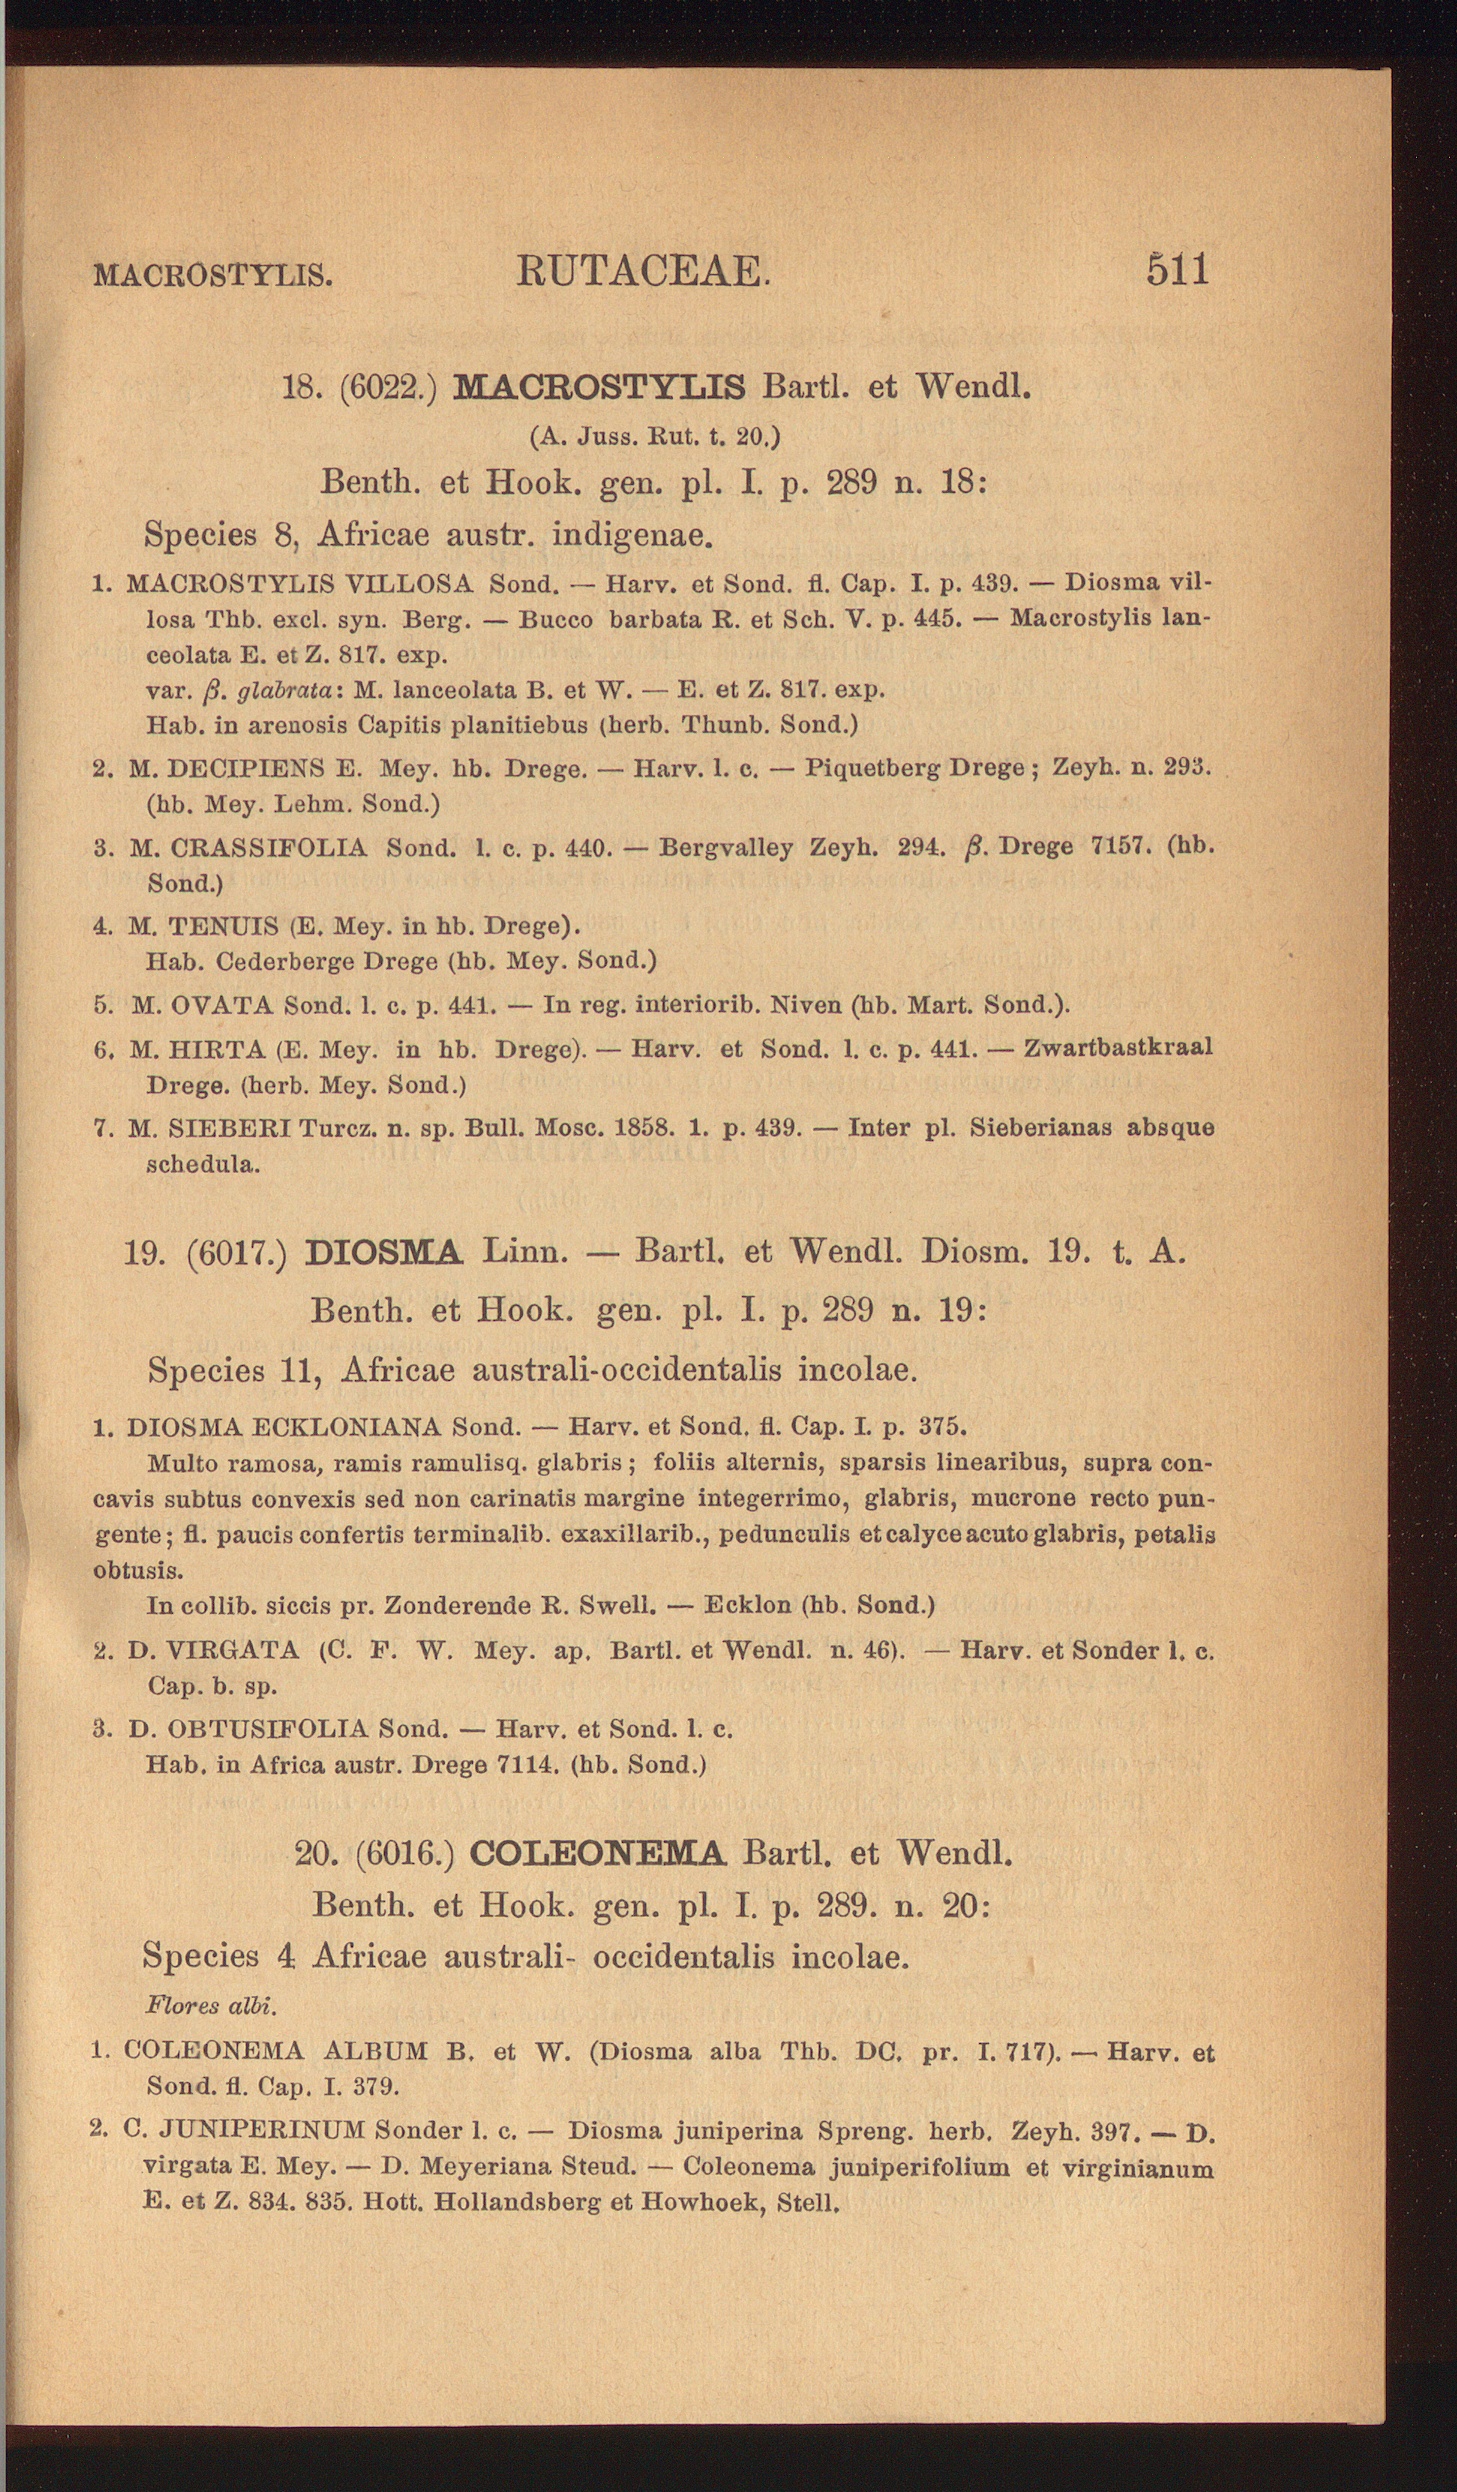 MACROSTYLIS. RUTACEAE. 511
18. (6022.) MACROSTYLIS Bartl. et Wendl.
(A. Juss. Rut. t. 20.)
Benth. et Hook. gen. pl. I. p. 289 n. 18:
Species 8, Africae austr. indigenae.
1. MACROSTYLIS VILLOSA Sond. — Harv. et Sond. fl. Cap. I. p. 439. — Diosma vil-
losa Thb. excl. syn. Berg. — Bucco barbata R. et Sch. V. p. 445. — Macrostylis lan-
ceolata E. et Z. 817. exp.
var. β. glabrata: M. lanceolata B. et W. — E. et Z. 817. exp.
Hab. in arenosis Capitis planitiebus (herb. Thunb. Sond.)
2. M. DECIPIENS E. Mey. hb. Drege. — Harv. l. c. — Piquetberg Drege; Zeyh. n. 293.
(hb. Mey. Lehm. Sond.)
3. M. CRASSIFOLIA Sond. l. c. p. 440. — Bergvalley Zeyh. 294. β. Drege 7157. (hb.
Sond.)
4. M. TENUIS (E. Mey. in hb. Drege).
Hab. Cederberge Drege (hb. Mey. Sond.)
5. M. OVATA Sond. l. c. p. 441. — In reg. interiorib. Niven (hb. Mart. Sond.).
6. M. HIRTA (E. Mey. in hb. Drege). — Harv. et Sond. l. c. p. 441. — Zwartbastkraal
Drege. (herb. Mey. Sond.)
7. M. SIEBERI Turcz. n. sp. Bull. Mosc. 1858. 1. p. 439. — Inter pl. Sieberianas absque
schedula.
19. (6017.) DIOSMA Linn. — Bartl. et Wendl. Diosm. 19. t. A.
Benth. et Hook. gen. pl. I. p. 289 n. 19:
Species 11, Africae australi-occidentalis incolae.
1. DIOSMA ECKLONIANA Sond. — Harv. et Sond. fl. Cap. I. p. 375.
Multo ramosa, ramis ramulisq. glabris; foliis alternis, sparsis linearibus, supra con-
cavis subtus convexis sed non carinatis margine integerrimo, glabris, mucrone recto pun-
gente; fl. paucis confertis terminalib. exaxillarib., pedunculis et calyce acuto glabris, petalis
obtusis.
In collib. siccis pr. Zonderende R. Swell. — Ecklon (hb. Sond.)
2. D. VIRGATA (C. F. W. Mey. ap. Bartl. et Wendl. n. 46). — Harv. et Sonder l. c.
Cap. b. sp.
3. D. OBTUSIFOLIA Sond. — Harv. et Sond. l. c.
Hab. in Africa austr. Drege 7114. (hb. Sond.)
20. (6016.) COLEONEMA Bartl. et Wendl.
Benth. et Hook. gen. pl. I. p. 289. n. 20:
Species 4 Africae australi- occidentalis incolae.
Flores albi.
1. COLEONEMA ALBUM B. et W. (Diosma alba Thb. DC. pr. I. 717). — Harv. et
Sond. fl. Cap. I. 379.
2. C. JUNIPERINUM Sonder l. c. — Diosma juniperina Spreng. herb. Zeyh. 397. — D.
virgata E. Mey. — D. Meyeriana Steud. — Coleonema juniperifolium et virginianum
E. et Z. 834. 835. Hott. Hollandsberg et Howhoek, Stell.